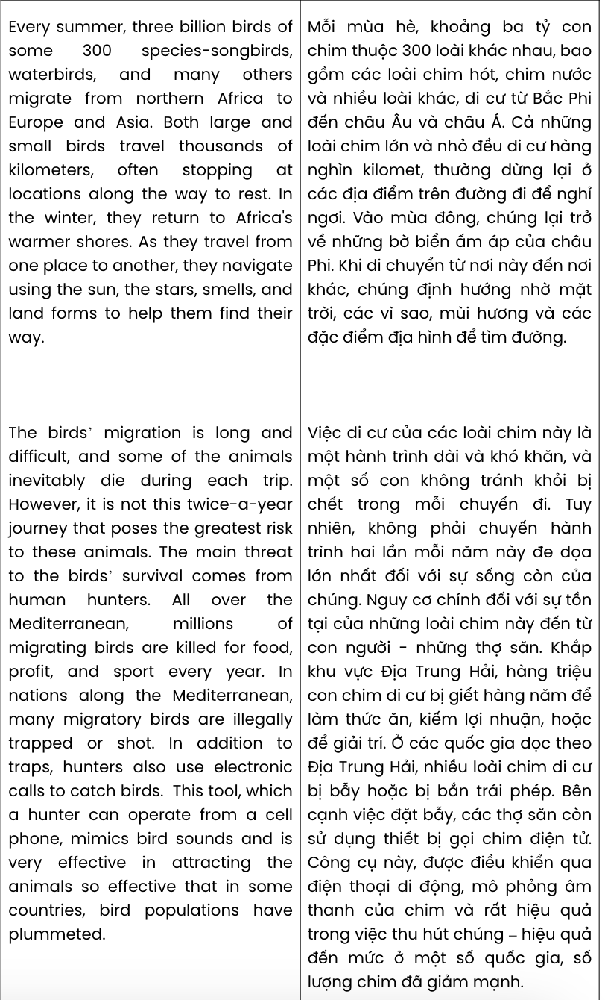 Every summer, three billion birds of
some 300 species-songbirds,
waterbirds, and many others
migrate from northern Africa to
Europe and Asia. Both large and
small birds travel thousands of
kilometers, often stopping at
locations along the way to rest. In
the winter, they return to Africa's
warmer shores. As they travel from
one place to another, they navigate
using the sun, the stars, smells, and
land forms to help them find their
way.
Mỗi mùa hè, khoảng ba tỷ con
chim thuộc 300 loài khác nhau, bao
gồm các loài chim hót, chim nước
và nhiều loài khác, di cư từ Bắc Phi
đến châu Âu và châu Á. Cả những
loài chim lớn và nhỏ đều di cư hàng
nghìn kilomet, thường dừng lại ở
các địa điểm trên đường đi để nghỉ
ngơi. Vào mùa đông, chúng lại trở
về những bờ biển ấm áp của châu
Phi. Khi di chuyển từ nơi này đến nơi
khác, chúng định hướng nhờ mặt
trời, các vì sao, mùi hương và các
đặc điểm địa hình để tìm đường.
The birds’ migration is long and
difficult, and some of the animals
inevitably die during each trip.
However, it is not this twice-a-year
journey that poses the greatest risk
to these animals. The main threat
to the birds’ survival comes from
human hunters. All over the
Mediterranean, millions of
migrating birds are killed for food,
profit, and sport every year. In
nations along the Mediterranean,
many migratory birds are illegally
trapped or shot. In addition to
traps, hunters also use electronic
calls to catch birds.  This tool, which
a hunter can operate from a cell
phone, mimics bird sounds and is
very effective in attracting the
animals so effective that in some
countries, bird populations have
plummeted.
Việc di cư của các loài chim này là
một hành trình dài và khó khăn, và
một số con không tránh khỏi bị
chết trong mỗi chuyến đi. Tuy
nhiên, không phải chuyến hành
trình hai lần mỗi năm này đe dọa
lớn nhất đối với sự sống còn của
chúng. Nguy cơ chính đối với sự tồn
tại của những loài chim này đến từ
con người - những thợ săn. Khắp
khu vực Địa Trung Hải, hàng triệu
con chim di cư bị giết hàng năm để
làm thức ăn, kiếm lợi nhuận, hoặc
để giải trí. Ở các quốc gia dọc theo
Địa Trung Hải, nhiều loài chim di cư
bị bẫy hoặc bị bắn trái phép. Bên
cạnh việc đặt bẫy, các thợ săn còn
sử dụng thiết bị gọi chim điện tử.
Công cụ này, được điều khiển qua
điện thoại di động, mô phỏng âm
thanh của chim và rất hiệu quả
trong việc thu hút chúng – hiệu quả
đến mức ở một số quốc gia, số
lượng chim đã giảm mạnh.